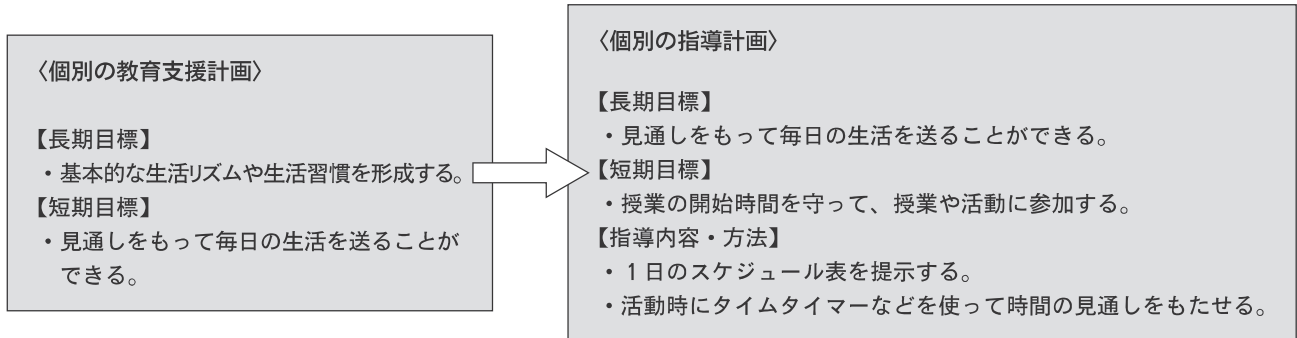 〈個別の教育支援計画〉
【長期目標】
・基本的な生活リズムや生活習慣を形成する。
【短期目標】
・見通しをもって毎日の生活を送ることが
できる。
〈個別の指導計画〉
【長期目標】
・見通しをもって毎日の生活を送ることができる。
【短期目標】
・授業の開始時間を守って、授業や活動に参加する。
【指導内容・方法】
・1日のスケジュール表を提示する。
・活動時にタイムタイマーなどを使って時間の見通しをもたせる。